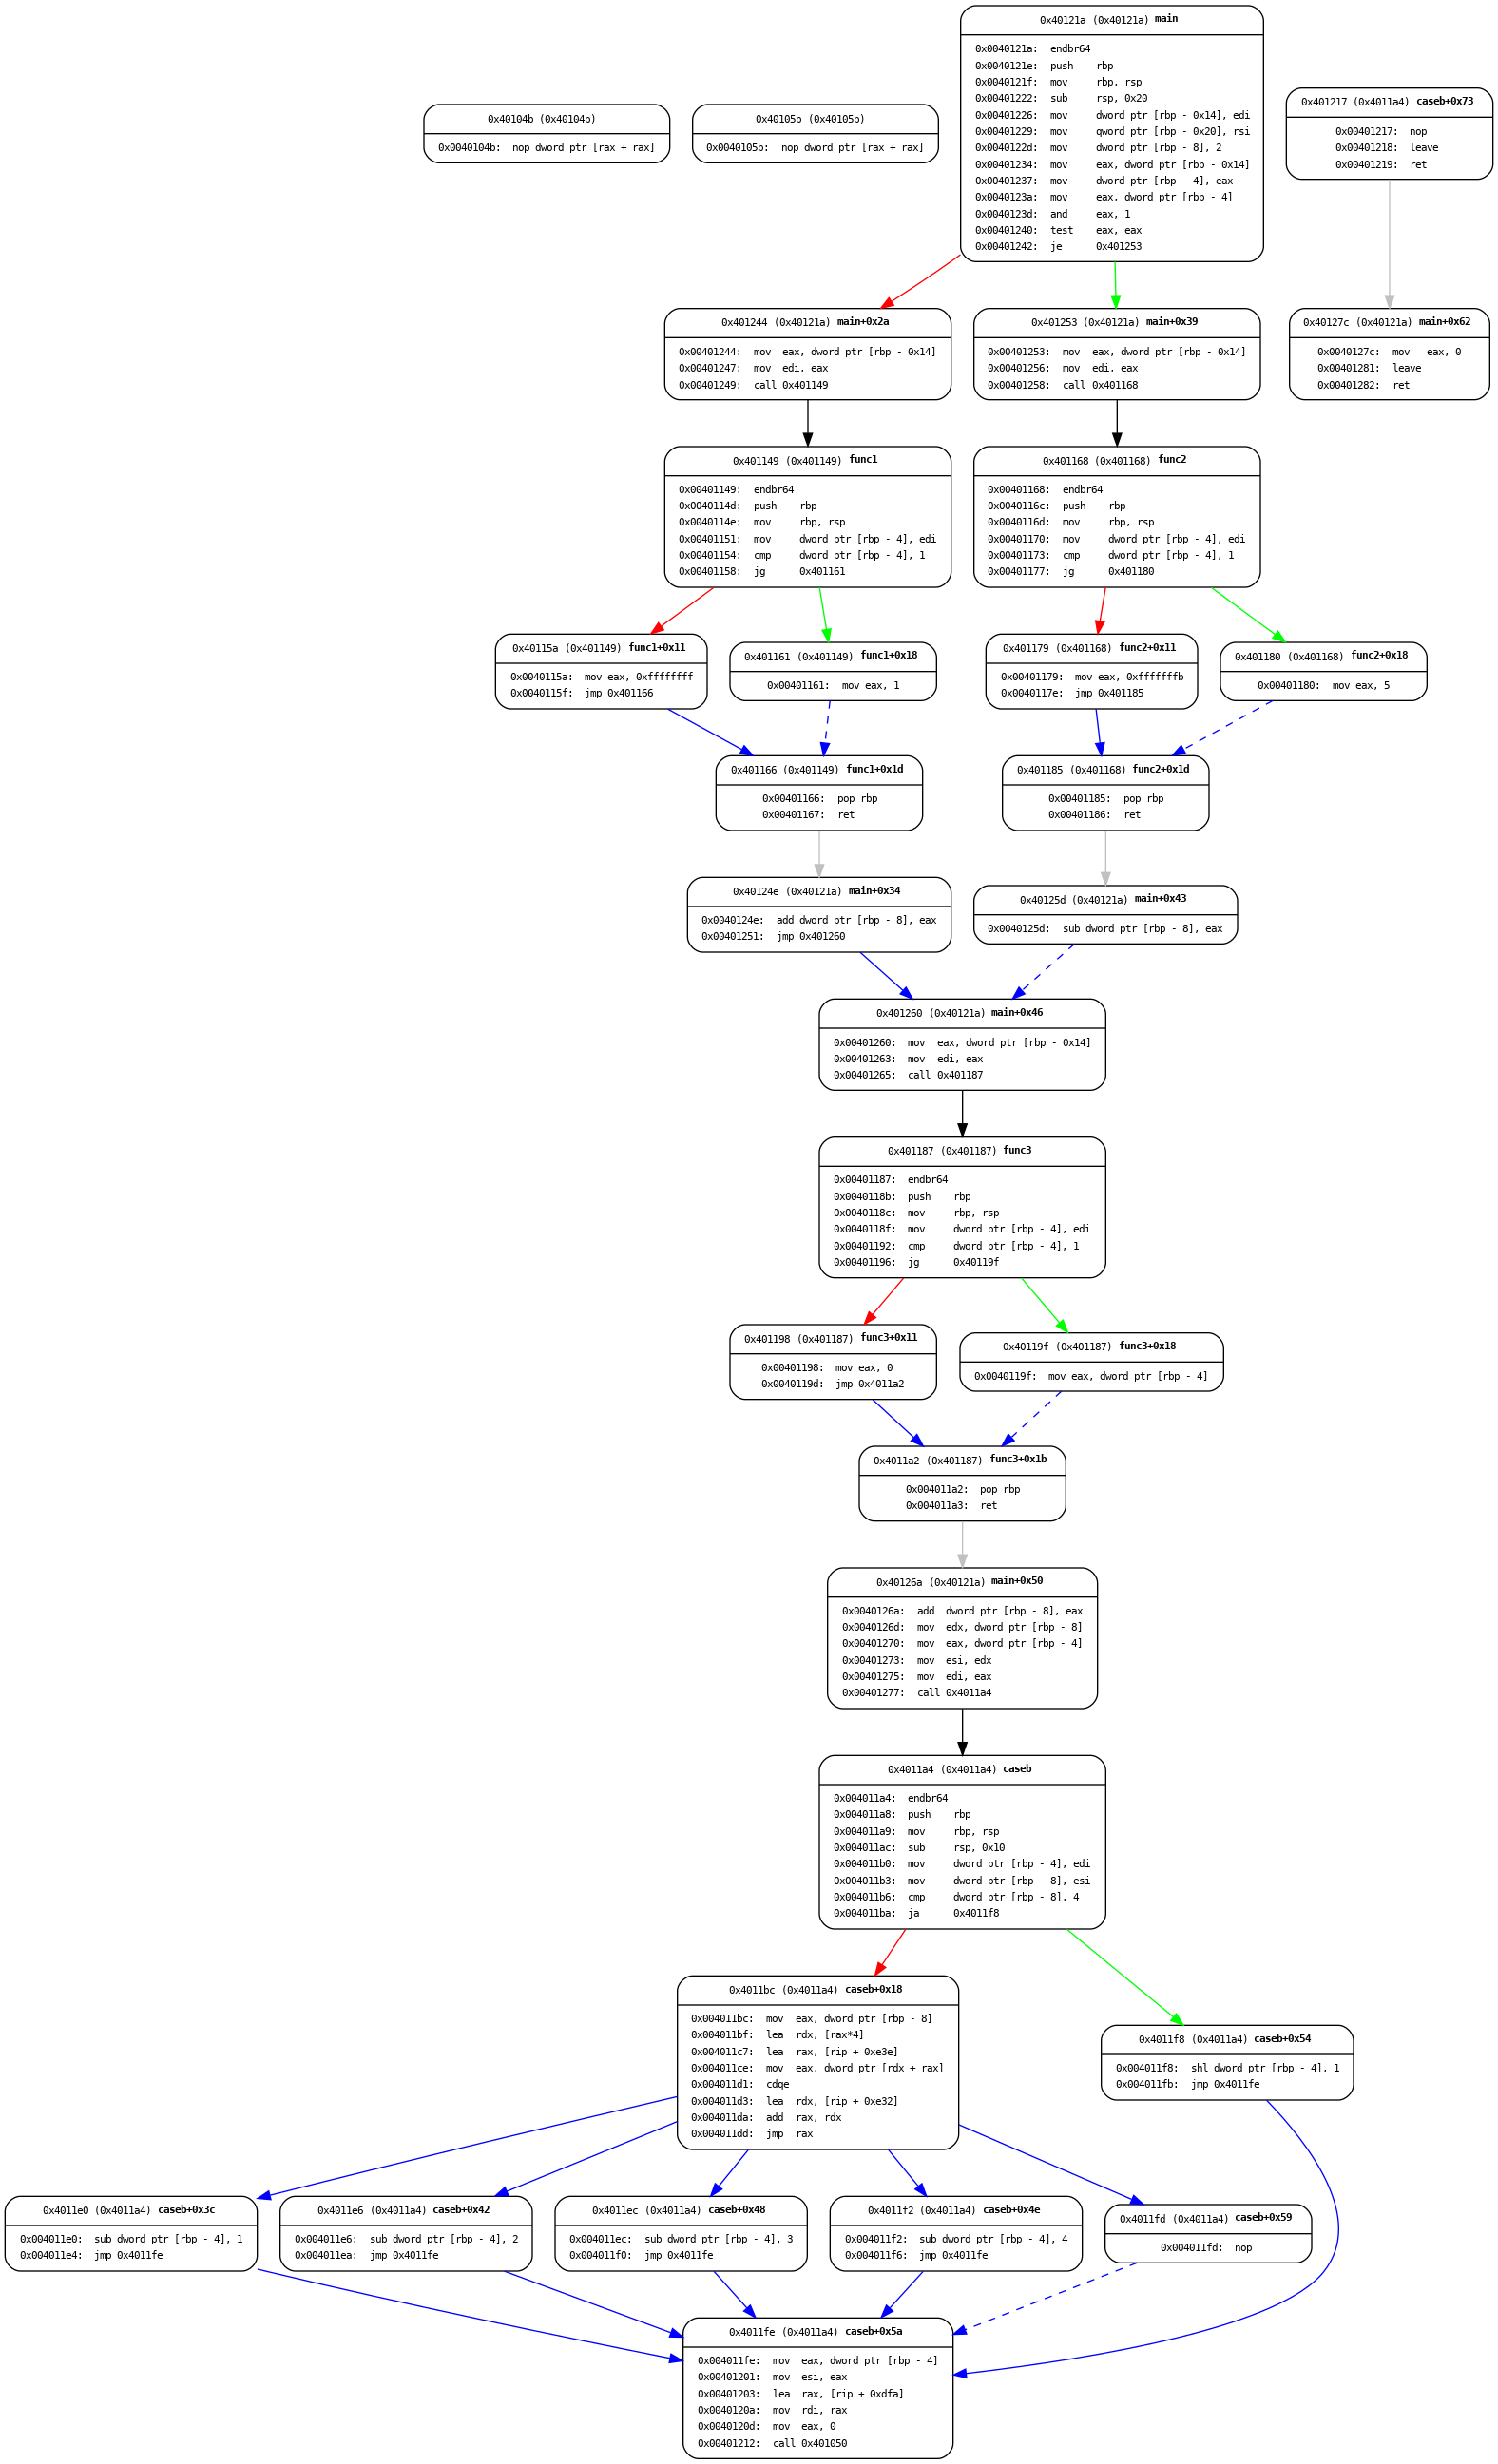 0x40121a (0x40121a) main
0x0040121a: endbr64
0x0040121e: push rbp
0x0040121f: mov rbp, rsp
0x00401222: sub rsp, 0x20
0x00401226: mov dword ptr [rbp - 0x14], edi
0x00401229: mov qword ptr [rbp - 0x20], rsi
0x0040122d: mov dword ptr [rbp - 8], 2
0x00401234: mov eax, dword ptr [rbp - 0x14]
0x00401237: mov dword ptr [rbp - 4], eax
0x0040123a: mov eax, dword ptr [rbp - 4]
0x0040123d: and eax, 1
0x00401240: test eax, eax
0x00401242: je 0x401253
0x40104b (0x40104b)
0x0040104b: nop dword ptr [rax + rax]
0x40105b (0x40105b)
0x0040105b: nop dword ptr [rax + rax]
0x401217 (0x4011a4) caseb+0x73
0x00401217: nop
0x00401218: leave
0x00401219: ret
0x401244 (0x40121a) main+0x2a
0x00401244: mov eax, dword ptr [rbp - 0x14]
0x00401247: mov edi, eax
0x00401249: call 0x401149
0x401253 (0x40121a) main+0x39
0x00401253: mov eax, dword ptr [rbp - 0x14]
0x00401256: mov edi, eax
0x00401258: call 0x401168
0x40127c (0x40121a) main+0x62
0x0040127c: mov eax, 0
0x00401281: leave
0x00401282: ret
0x401149 (0x401149) func1
0x00401149: endbr64
0x0040114d: push rbp
0x0040114e: mov rbp, rsp
0x00401151: mov dword ptr [rbp - 4], edi
0x00401154: cmp dword ptr [rbp - 4], 1
0x00401158: jg 0x401161
0x401168 (0x401168) func2
0x00401168: endbr64
0x0040116c: push rbp
0x0040116d: mov rbp, rsp
0x00401170: mov dword ptr [rbp - 4], edi
0x00401173: cmp dword ptr [rbp - 4], 1
0x00401177: jg 0x401180
0x40115a (0x401149) func1+0x11
0x0040115a: mov eax, 0xffffffff
0x0040115f: jmp 0x401166
0x401161 (0x401149) func1+0x18
0x00401161: mov eax, 1
0x401179 (0x401168) func2+0x11
0x00401179: mov eax, 0xfffffffb
0x0040117e: jmp 0x401185
0x401180 (0x401168) func2+0x18
0x00401180: mov eax, 5
0x401166 (0x401149) func1+0x1d
0x00401166: pop rbp
0x00401167: ret
0x401185 (0x401168) func2+0x1d
0x00401185: pop rbp
0x00401186: ret
0x40124e (0x40121a) main+0x34
0x0040124e: add dword ptr [rbp - 8], eax
0x00401251: jmp 0x401260
0x40125d (0x40121a) main+0x43
0x0040125d: sub dword ptr [rbp - 8], eax
0x401260 (0x40121a) main+0x46
0x00401260: mov eax, dword ptr [rbp - 0x14]
0x00401263: mov edi, eax
0x00401265: call 0x401187
0x401187 (0x401187) func3
0x00401187: endbr64
0x0040118b: push rbp
0x0040118c: mov rbp, rsp
0x0040118f: mov dword ptr [rbp - 4], edi
0x00401192: cmp dword ptr [rbp - 4], 1
0x00401196: jg 0x40119f
0x401198 (0x401187) func3+0x11
0x00401198: mov eax, 0
0x0040119d: jmp 0x4011a2
0x40119f (0x401187) func3+0x18
0x0040119f: mov eax, dword ptr [rbp - 4]
0x4011a2 (0x401187) func3+0x1b
0x004011a2: pop rbp
0x004011a3: ret
0x40126a (0x40121a) main+0x50
0x0040126a: add dword ptr [rbp - 8], eax
0x0040126d: mov edx, dword ptr [rbp - 8]
0x00401270: mov eax, dword ptr [rbp - 4]
0x00401273: mov esi, edx
0x00401275: mov edi, eax
0x00401277: call 0x4011a4
0x4011a4 (0x4011a4) caseb
0x004011a4: endbr64
0x004011a8: push rbp
0x004011a9: mov rbp, rsp
0x004011ac: sub rsp, 0x10
0x004011b0: mov dword ptr [rbp - 4], edi
0x004011b3: mov dword ptr [rbp - 8], esi
0x004011b6: cmp dword ptr [rbp - 8], 4
0x004011ba: ja 0x4011f8
0x4011bc (0x4011a4) caseb+0x18
0x004011bc: mov eax, dword ptr [rbp - 8]
0x004011bf: lea rdx, [rax*4]
0x004011c7: lea rax, [rip + 0xe3e]
0x004011ce: mov eax, dword ptr [rdx + rax]
0x004011d1: cdqe
0x004011d3: lea rdx, [rip + 0xe32]
0x004011da: add rax, rdx
0x004011dd: jmp rax
0x4011f8 (0x4011a4) caseb+0x54
0x004011f8: shl dword ptr [rbp - 4], 1
0x004011fb: jmp 0x4011fe
0x4011e0 (0x4011a4) caseb+0x3c
0x004011e0: sub dword ptr [rbp - 4], 1
0x004011e4: jmp 0x4011fe
0x4011e6 (0x4011a4) caseb+0x42
0x004011e6: sub dword ptr [rbp - 4], 2
0x004011ea: jmp 0x4011fe
0x4011ec (0x4011a4) caseb+0x48
0x004011ec: sub dword ptr [rbp - 4], 3
0x004011f0: jmp 0x4011fe
0x4011f2 (0x4011a4) caseb+0x4e
0x004011f2: sub dword ptr [rbp - 4], 4
0x004011f6: jmp 0x4011fe
0x4011fd (0x4011a4) caseb+0x59
0x004011fd: nop
0x4011fe (0x4011a4) caseb+0x5a
0x004011fe: mov eax, dword ptr [rbp - 4]
0x00401201: mov esi, eax
0x00401203: lea rax, [rip + 0xdfa]
0x0040120a: mov rdi, rax
0x0040120d: mov eax, 0
0x00401212: call 0x401050